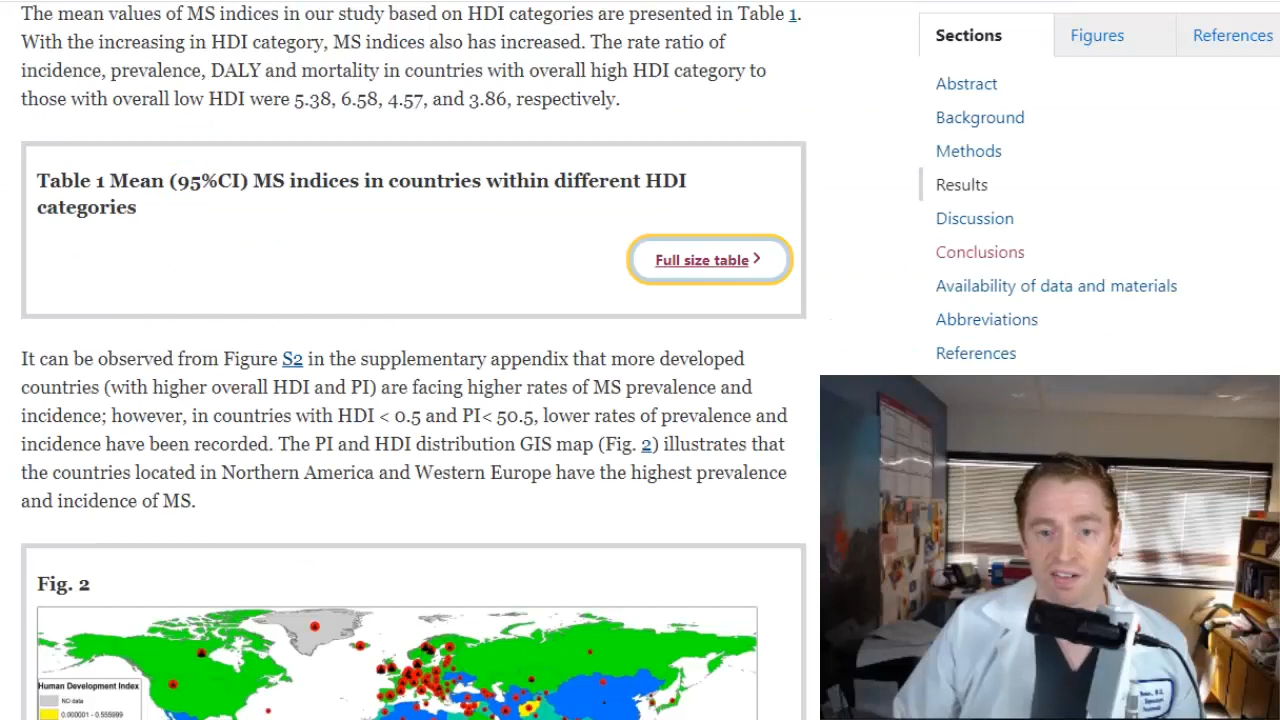 The mean values of MS indices in our study based on HDI categories are presented in Table 1.
With the increasing in HDI category, MS indices also has increased. The rate ratio of
incidence, prevalence, DALY and mortality in countries with overall high HDI category to
those with overall low HDI were 5.38, 6.58, 4.57, and 3.86, respectively.
Table 1 Mean (95%CI) MS indices in countries within different HDI
categories
Full size table
It can be observed from Figure S2 in the supplementary appendix that more developed
countries (with higher overall HDI and PI) are facing higher rates of MS prevalence and
incidence; however, in countries with HDI < 0.5 and PI< 50.5, lower rates of prevalence and
incidence have been recorded. The PI and HDI distribution GIS map (Fig. 2) illustrates that
the countries located in Northern America and Western Europe have the highest prevalence
and incidence of MS.
Fig. 2
Human Development Index
NO data
0.000001 - 0.555999
Sections
Figures
References
Abstract
Background
Methods
Results
Discussion
Conclusions
Availability of data and materials
Abbreviations
References